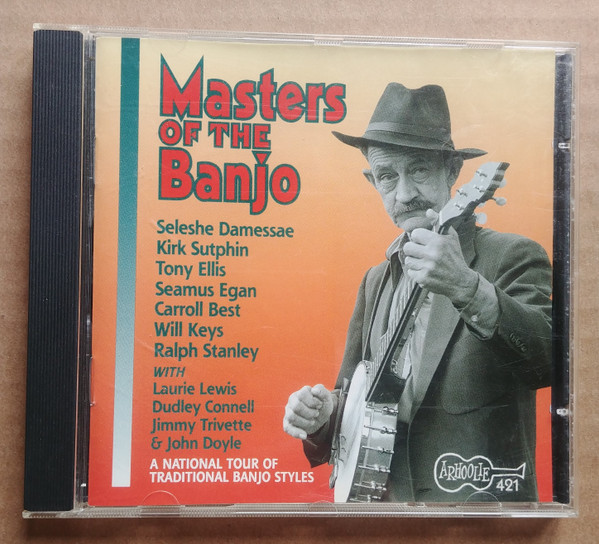 Masters
OF THE
Banjo
Seleshe Damessae
Kirk Sutphin
Tony Ellis
Seamus Egan
Carroll Best
Will Keys
Ralph Stanley
WITH
Laurie Lewis
Dudley Connell
Jimmy Trivette
& John Doyle
A NATIONAL TOUR OF
TRADITIONAL BANJO STYLES
ARHOOLIE
421